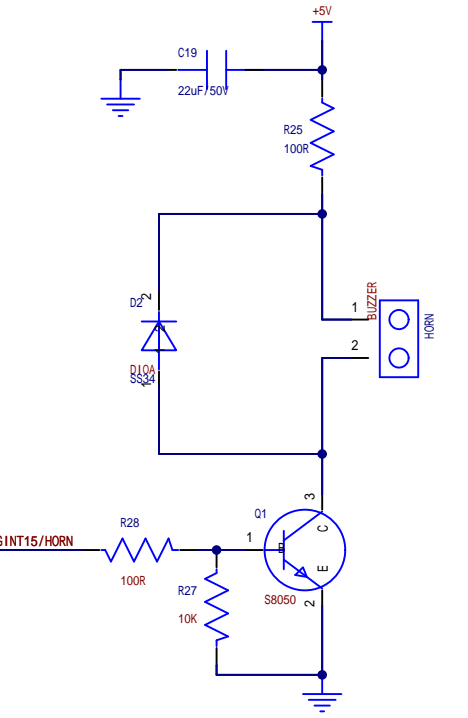 +5V
C19
22uF/50V
R25
100R
D2
2
DIOA
SS34
1
1
BUZZER
2
HORN
3
Q1
C
R28
GINT15/HORN
1
B
100R
R27
10K
E
S8050
2